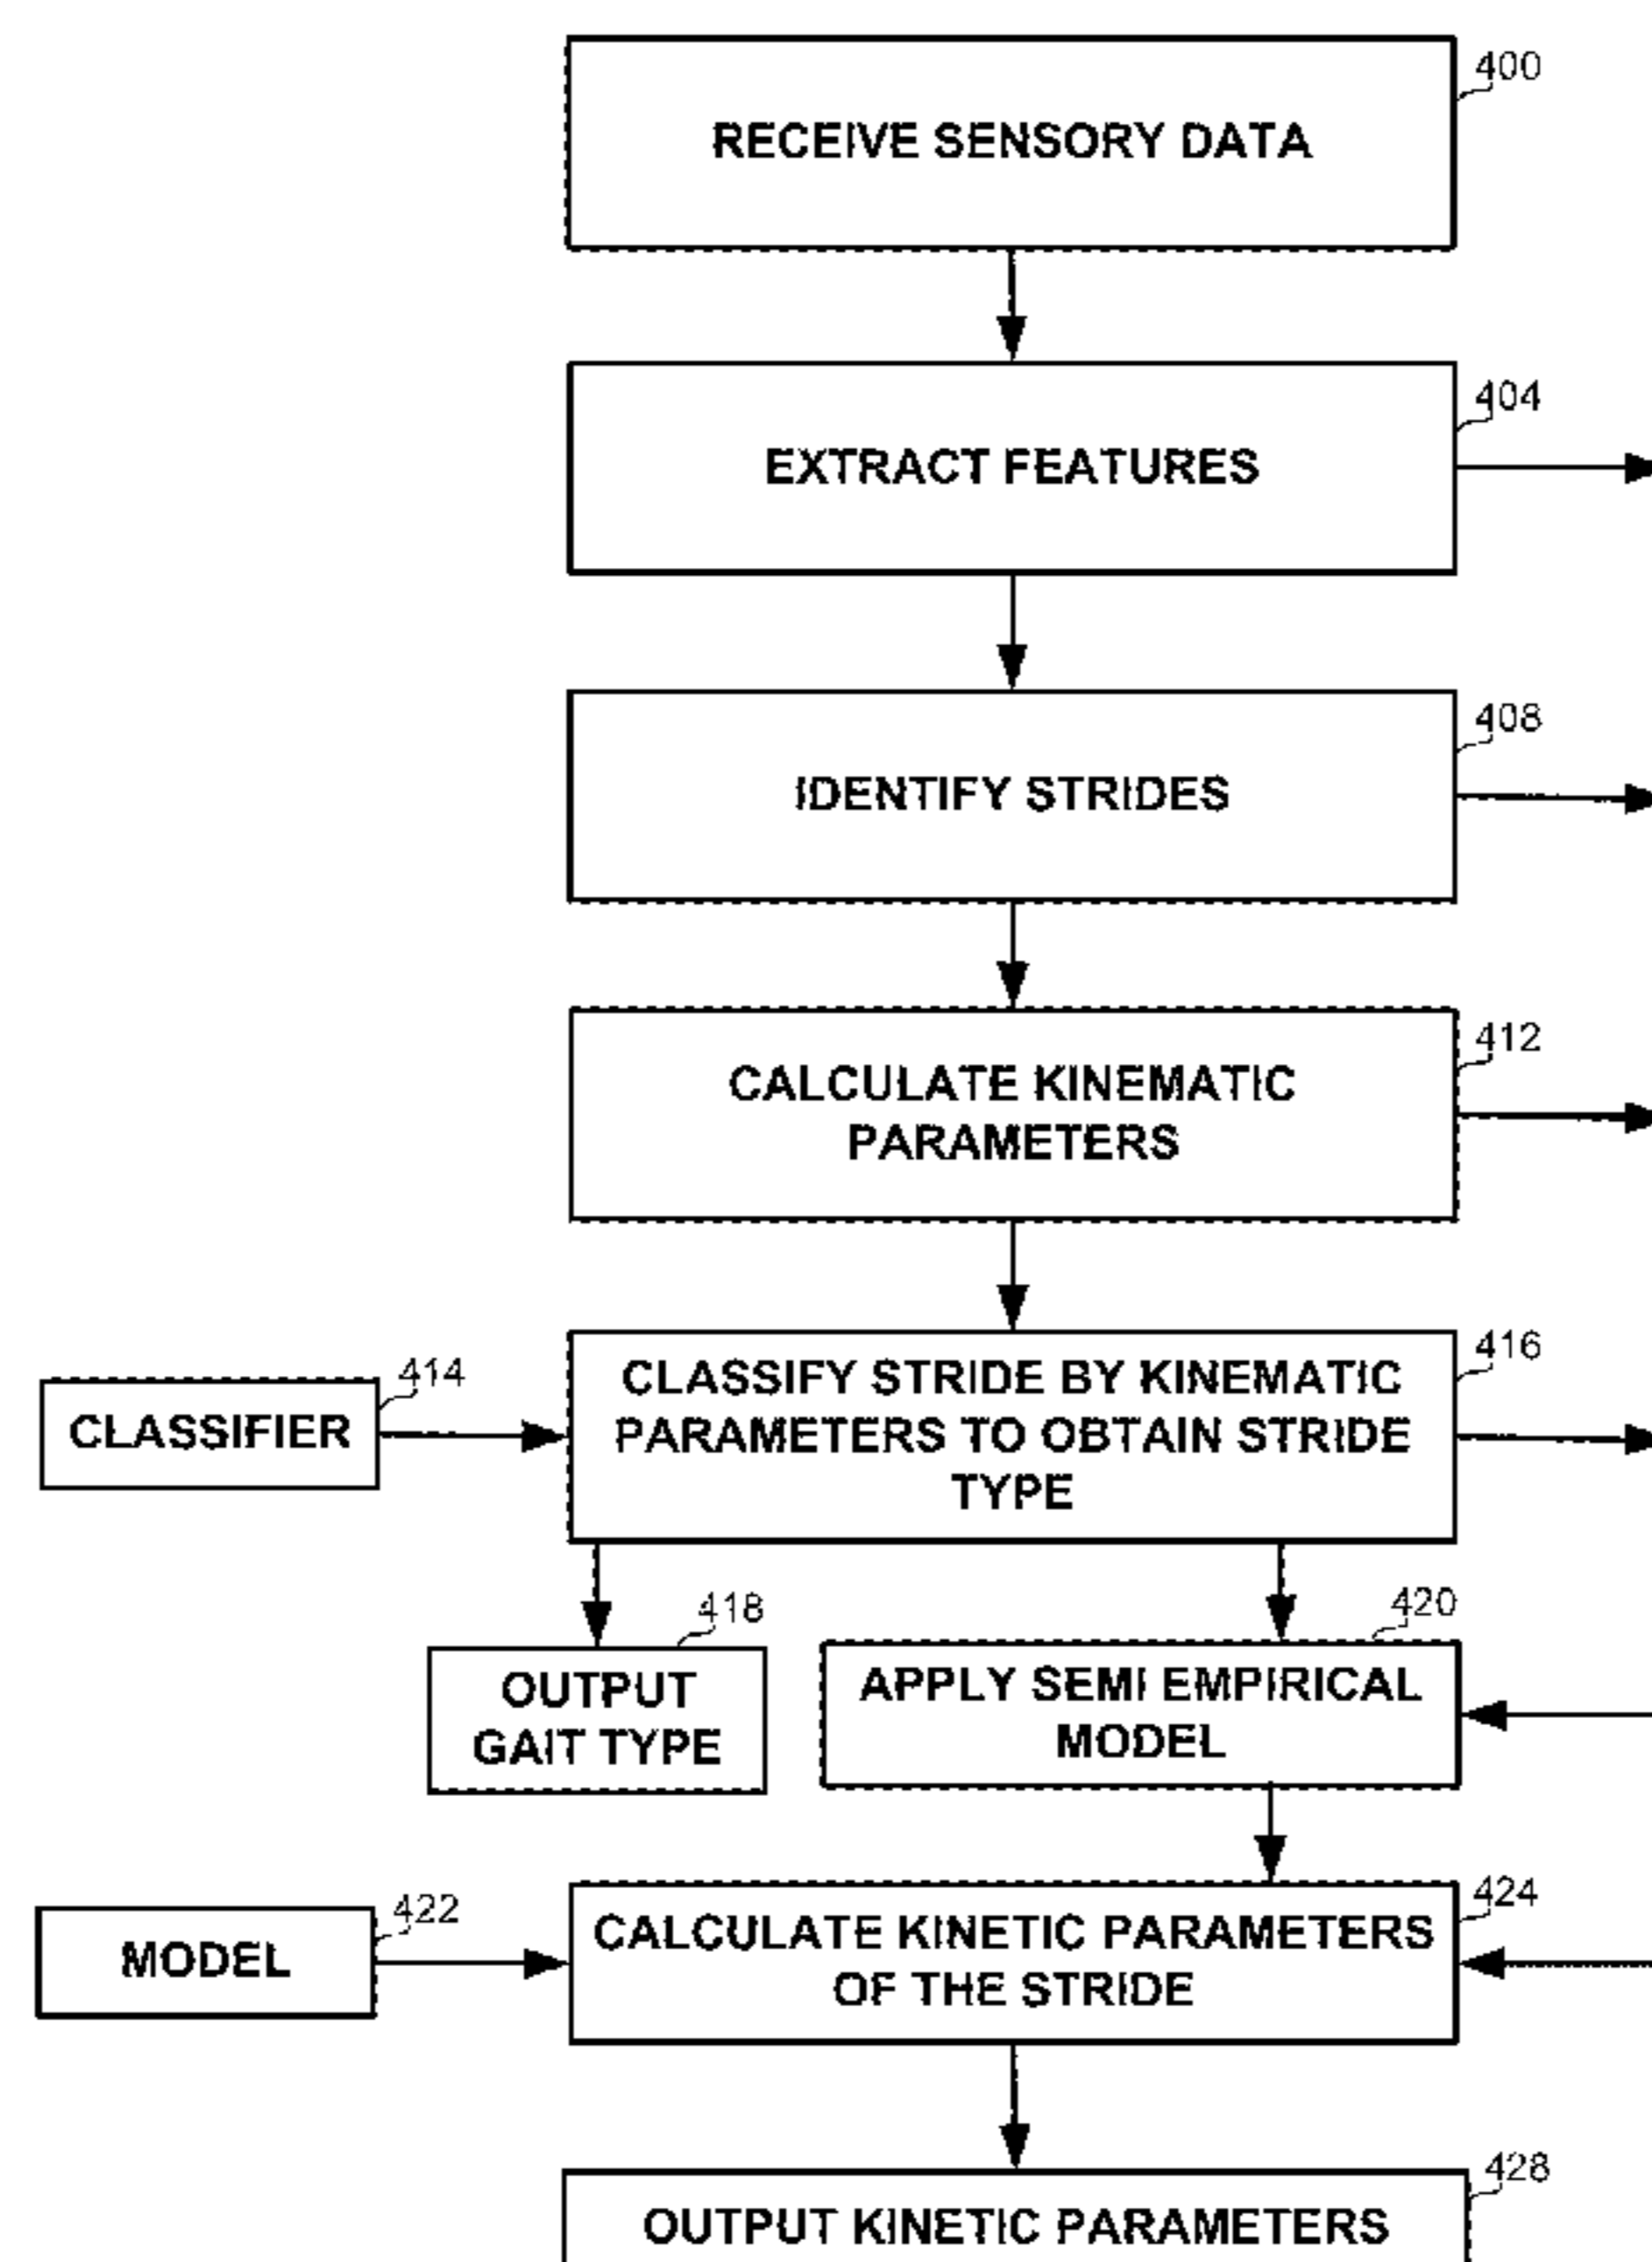 400
RECEIVE SENSORY DATA
404
EXTRACT FEATURES
408
IDENTIFY STRIDES
412
CALCULATE KINEMATIC
PARAMETERS
416
CLASSIFY STRIDE BY KINEMATIC
PARAMETERS TO OBTAIN STRIDE
TYPE
414
CLASSIFIER
418
OUTPUT
GAIT TYPE
420
APPLY SEMI EMPIRICAL
MODEL
422
MODEL
424
CALCULATE KINETIC PARAMETERS
OF THE STRIDE
428
OUTPUT KINETIC PARAMETERS